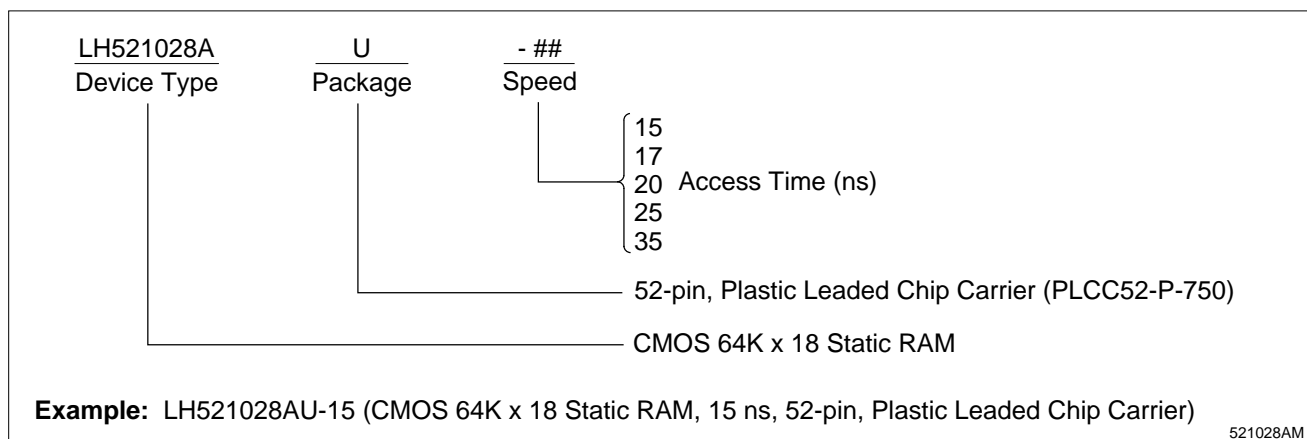 LH521028A U - ##
Device Type Package Speed
15
17
20 Access Time (ns)
25
35
52-pin, Plastic Leaded Chip Carrier (PLCC52-P-750)
CMOS 64K x 18 Static RAM
Example: LH521028AU-15 (CMOS 64K x 18 Static RAM, 15 ns, 52-pin, Plastic Leaded Chip Carrier)
521028AM